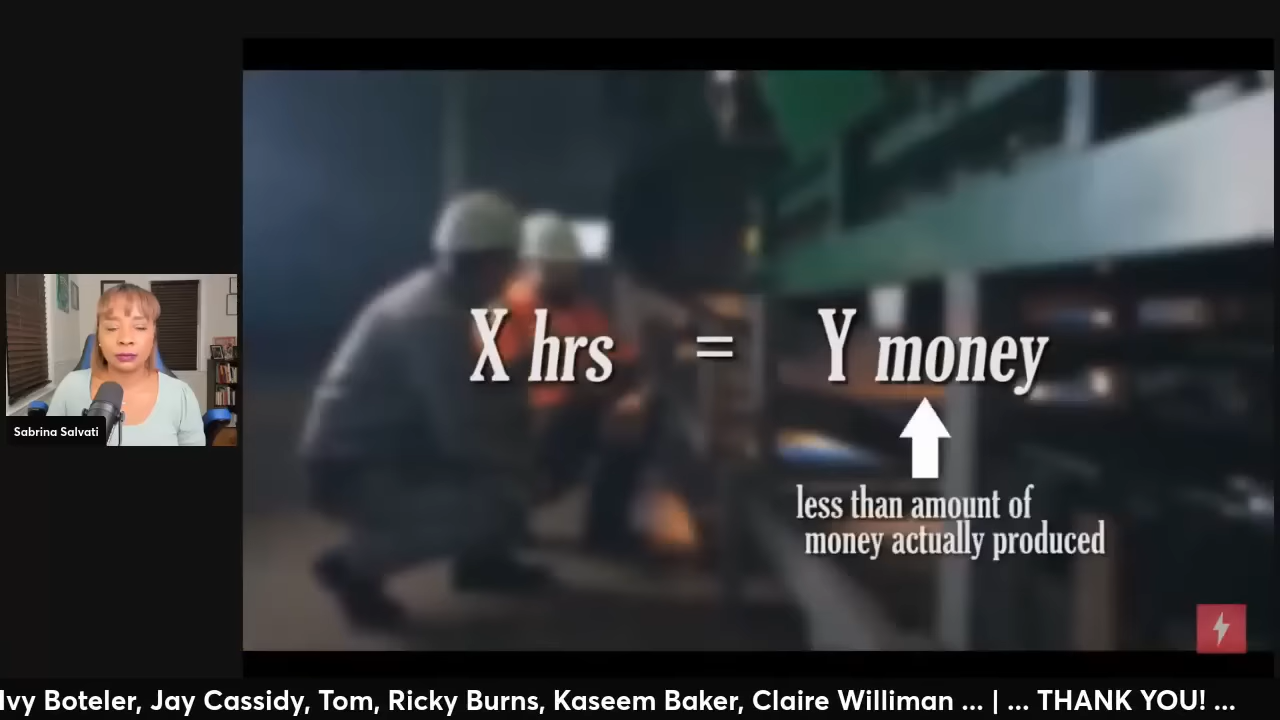 X hrs = Y money
less than amount of
money actually produced
Sabrina Salvati
Ivy Boteler, Jay Cassidy, Tom, Ricky Burns, Kaseem Baker, Claire Williman ... | ... THANK YOU! ...